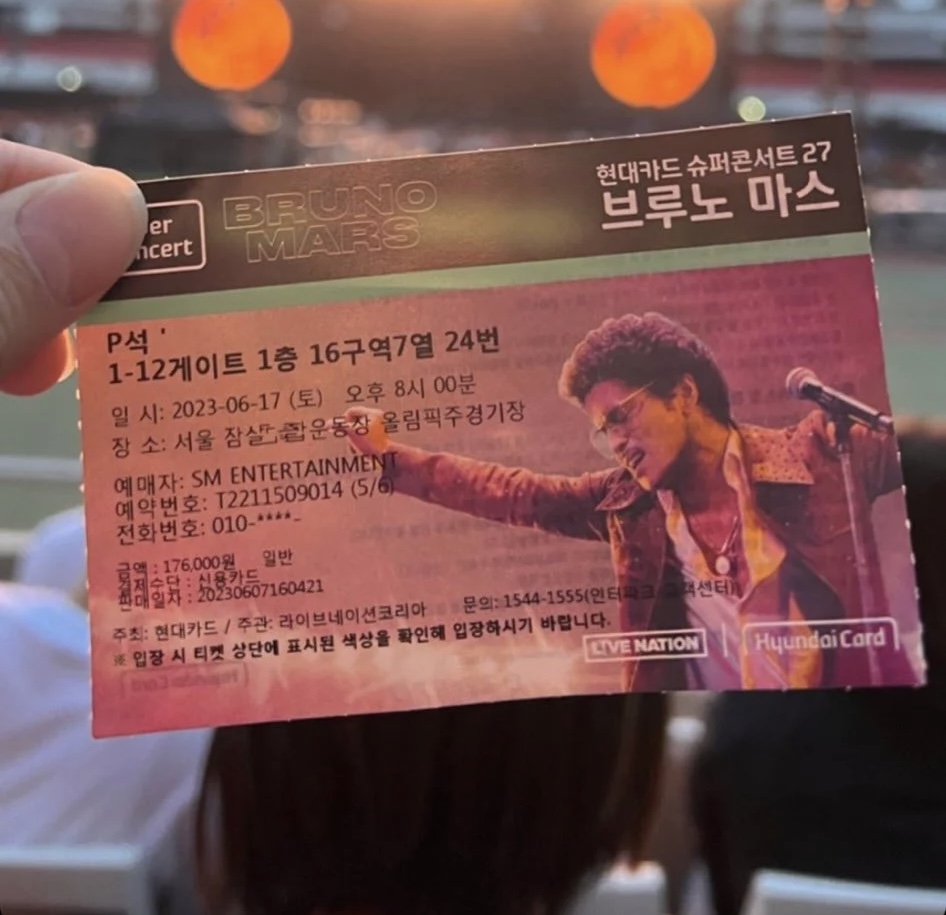 BRUNO
MARS
현대카드 슈퍼콘서트 27
브루노 마스
P석 '
1-12게이트 1층 16구역7열 24번
일 시: 2023-06-17 (토) 오후 8시 00분
장 소: 서울 잠실종합운동장 올림픽주경기장
예매자: SM ENTERTAINMENT
예약번호: T2211509014 (5/6)
전화번호: 010-****-
금액 : 176,000원 일반
결제수단 : 신용카드
판매일자 : 20230607160421
주최: 현대카드 / 주관: 라이브네이션코리아 문의: 1544-1555(인터파크 고객센터)
※ 입장 시 티켓 상단에 표시된 색상을 확인해 입장하시기 바랍니다.
LIVE NATION
Hyundai Card